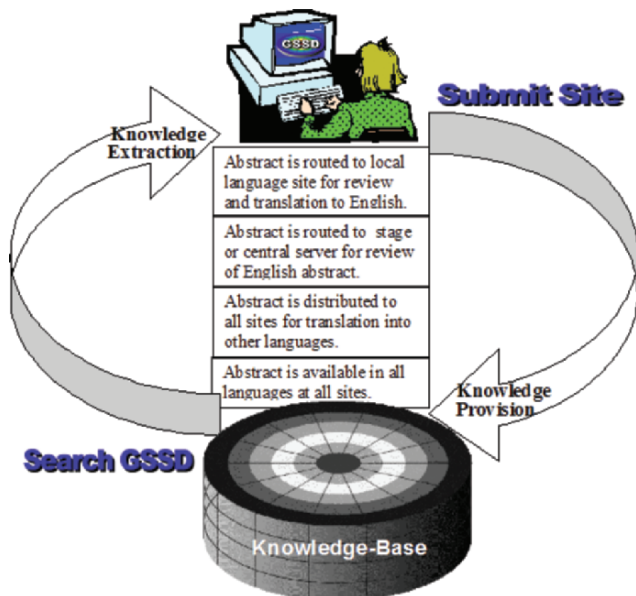 GSSD
Submit Site
Knowledge
Extraction
Abstract is routed to local
language site for review
and translation to English.
Abstract is routed to stage
or central server for review
of English abstract.
Abstract is distributed to
all sites for translation into
other languages.
Abstract is available in all
languages at all sites.
Knowledge
Provision
Search GSSD
Knowledge-Base